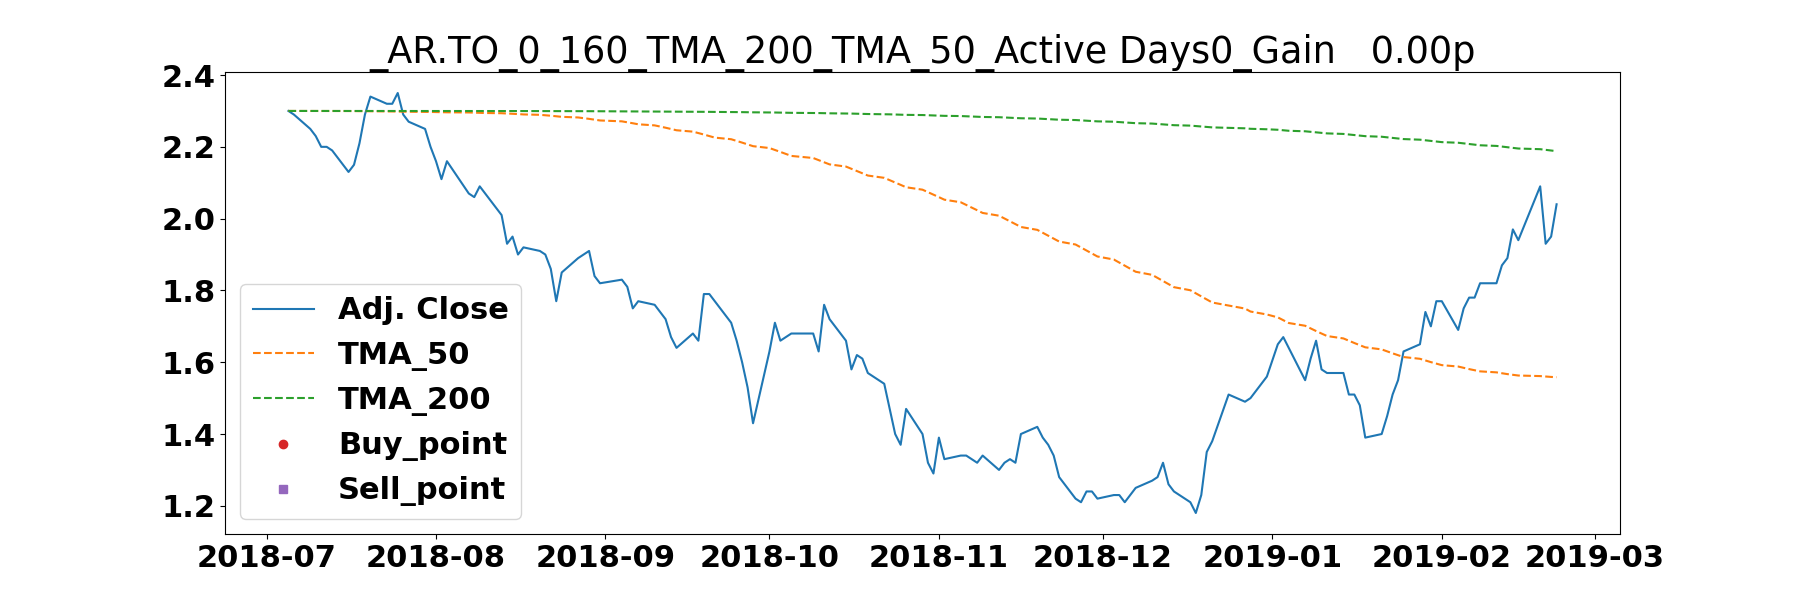 _AR.TO_0_160_TMA_200_TMA_50_Active Days0_Gain   0.00p
2.4
2.2
2.0
1.8
1.6
1.4
1.2
Adj. Close
TMA_50
TMA_200
Buy_point
Sell_point
2018-07 2018-08 2018-09 2018-10 2018-11 2018-12 2019-01 2019-02 2019-03